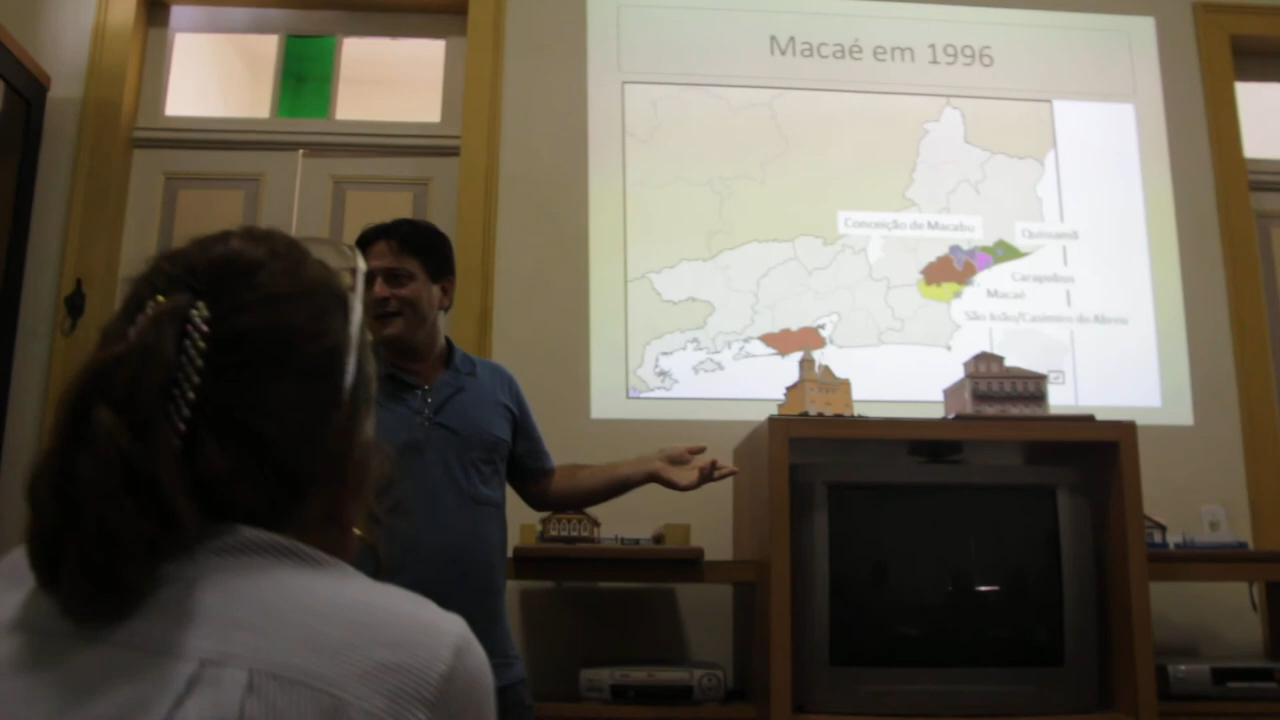 Macaé em 1996
Conceição de Macabu
Quissamã
Carapebus
Macaé
São João/Casimiro de Abreu